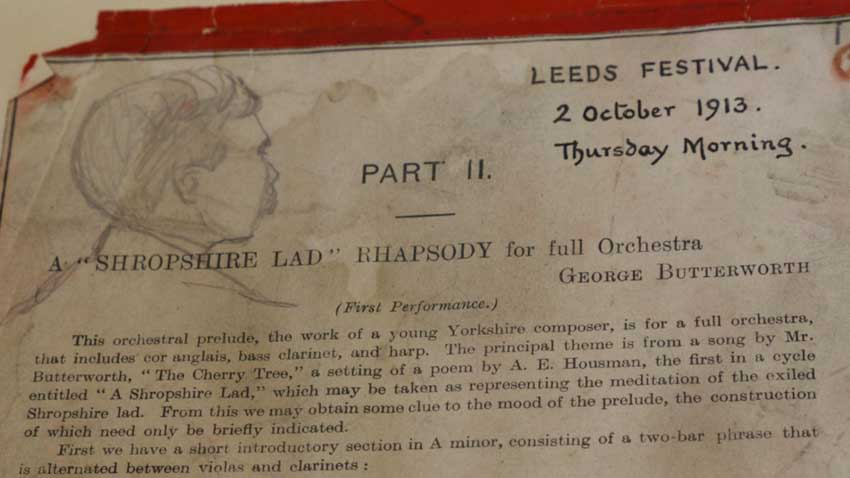 LEEDS FESTIVAL.
2 October 1913.
Thursday Morning.
PART II.
A "SHROPSHIRE LAD" RHAPSODY for full Orchestra
GEORGE BUTTERWORTH
(First Performance.)
This orchestral prelude, the work of a young Yorkshire composer, is for a full orchestra,
that includes cor anglais, bass clarinet, and harp. The principal theme is from a song by Mr.
Butterworth, "The Cherry Tree," a setting of a poem by A. E. Housman, the first in a cycle
entitled "A Shropshire Lad," which may be taken as representing the meditation of the exiled
Shropshire lad. From this we may obtain some clue to the mood of the prelude, the construction
of which need only be briefly indicated.
First we have a short introductory section in A minor, consisting of a two-bar phrase that
is alternated between violas and clarinets :